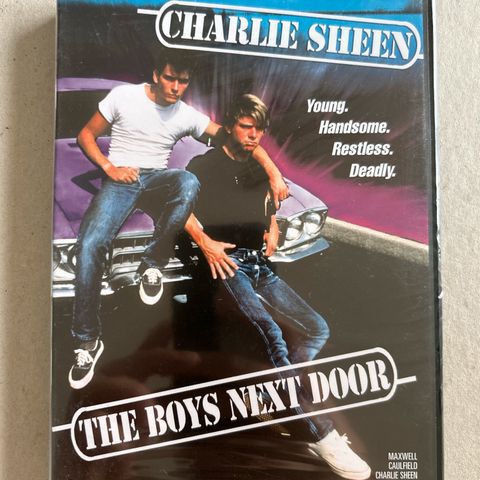 CHARLIE SHEEN
Young.
Handsome.
Restless.
Deadly.
THE BOYS NEXT DOOR
MAXWELL
CAULFIELD
CHARLIE SHEEN